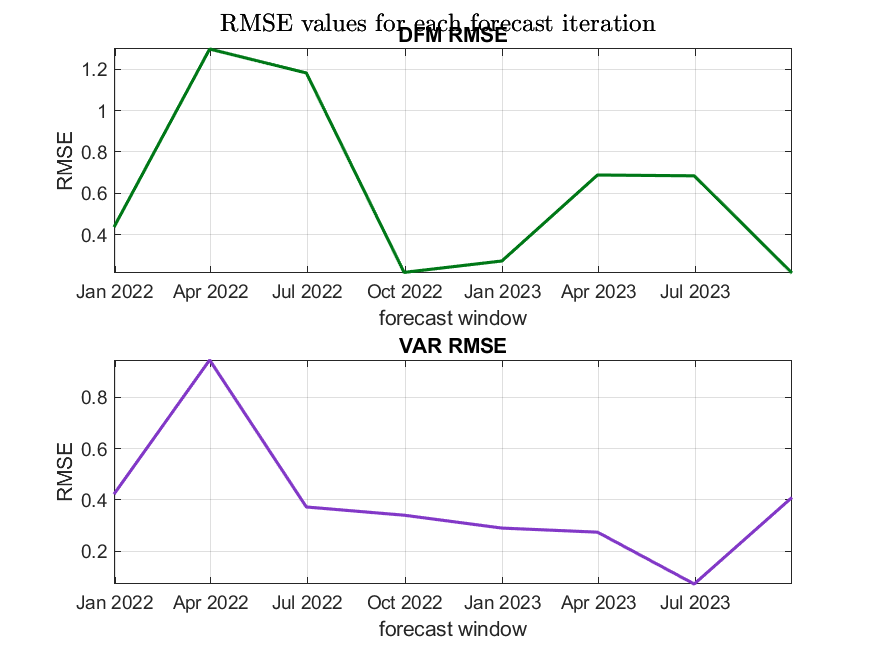 RMSE values for each forecast iteration
DFM RMSE
1.2
1
0.8
0.6
0.4
RMSE
Jan 2022 Apr 2022 Jul 2022 Oct 2022 Jan 2023 Apr 2023 Jul 2023
forecast window
VAR RMSE
0.8
0.6
0.4
0.2
RMSE
Jan 2022 Apr 2022 Jul 2022 Oct 2022 Jan 2023 Apr 2023 Jul 2023
forecast window